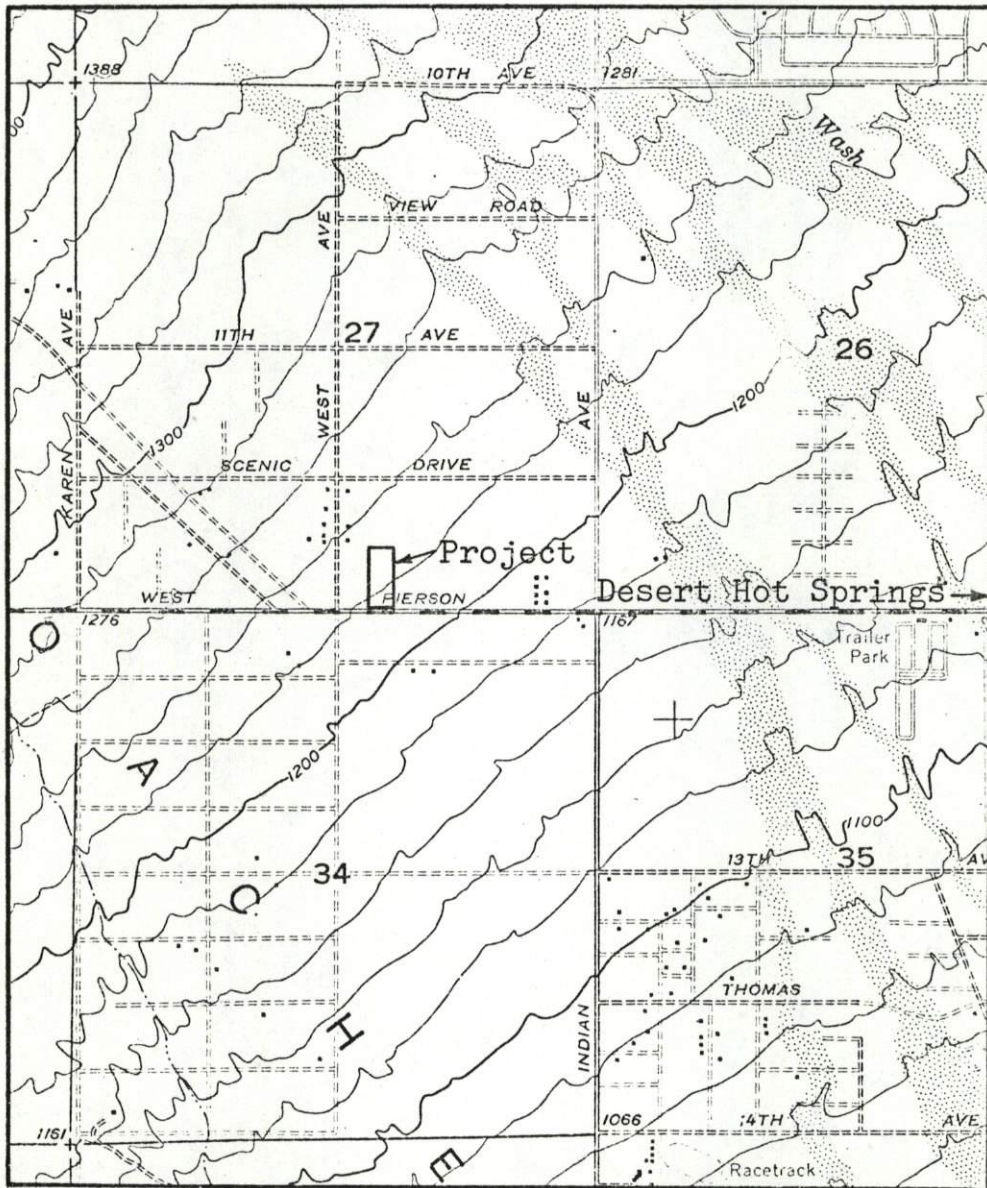 1388
10TH AVE
1281
Wash
VIEW ROAD
AVE
AVE
11TH AVE
27
26
KAREN
WEST
AVE
1200
1300
SCENIC DRIVE
Project
WEST PIERSON
Desert Hot Springs
1276
1167
Trailer
Park
O
A
1200
1100
34
13TH
35
AV
C
THOMAS
H
INDIAN
1161
1066
14TH AVE
E
Racetrack